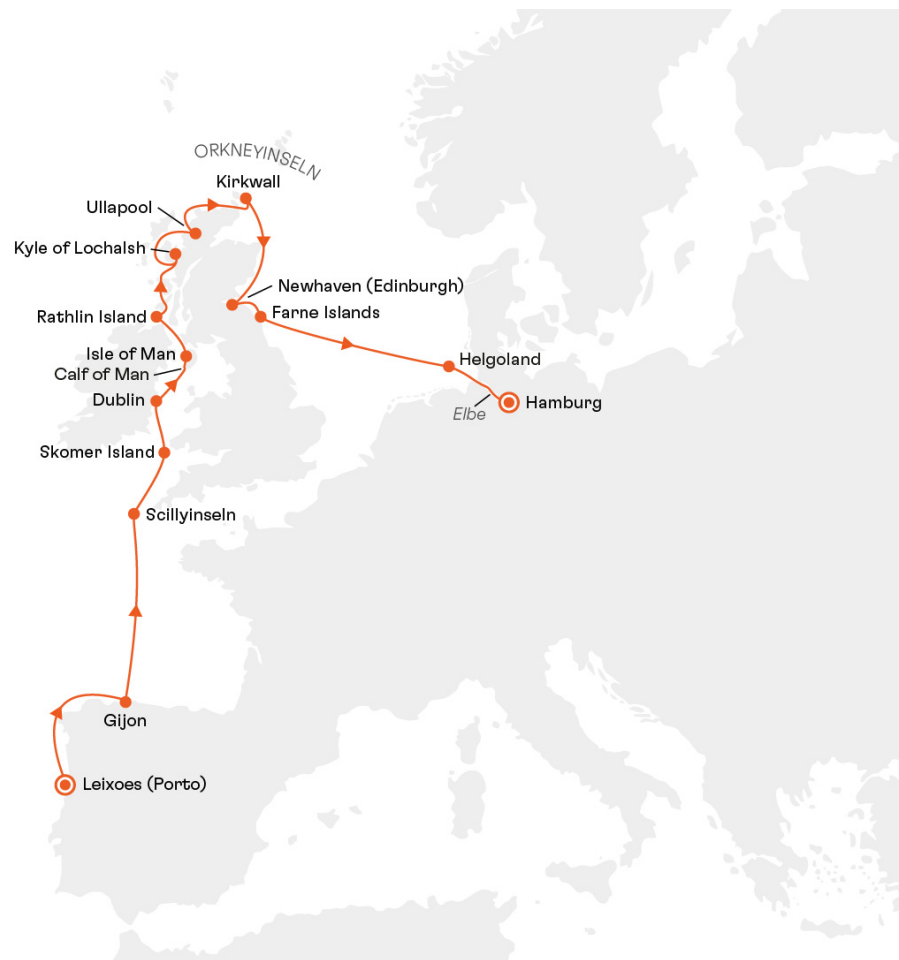 ORKNEYINSELN
Kirkwall
Ullapool
Kyle of Lochalsh
Newhaven (Edinburgh)
Farne Islands
Rathlin Island
Isle of Man
Calf of Man
Helgoland
Dublin
Elbe
Hamburg
Skomer Island
Scillyinseln
Gijon
Leixoes (Porto)